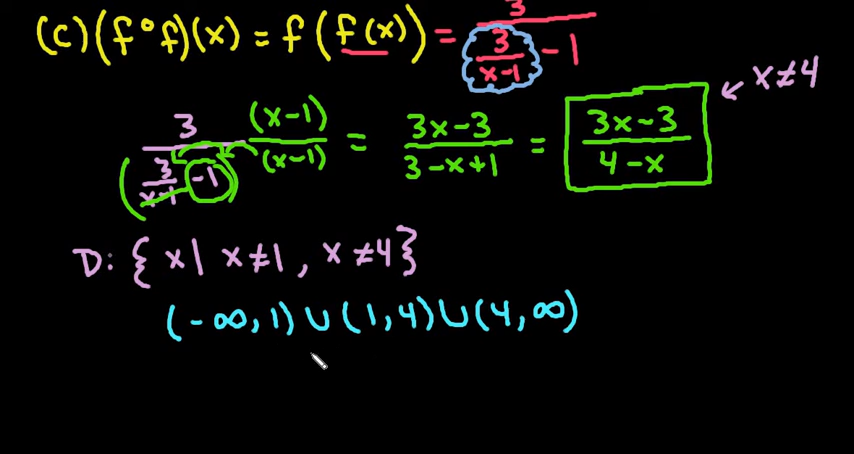 (c) (f∘f)(x) = f(f(x)) = 3/(3/(x-1) - 1)
x≠4
3/(3/(x-1) -1) (x-1)/(x-1) = (3x-3)/(3-x+1) = (3x-3)/(4-x)
D: {x| x≠1, x≠4}
(-∞,1)∪(1,4)∪(4,∞)